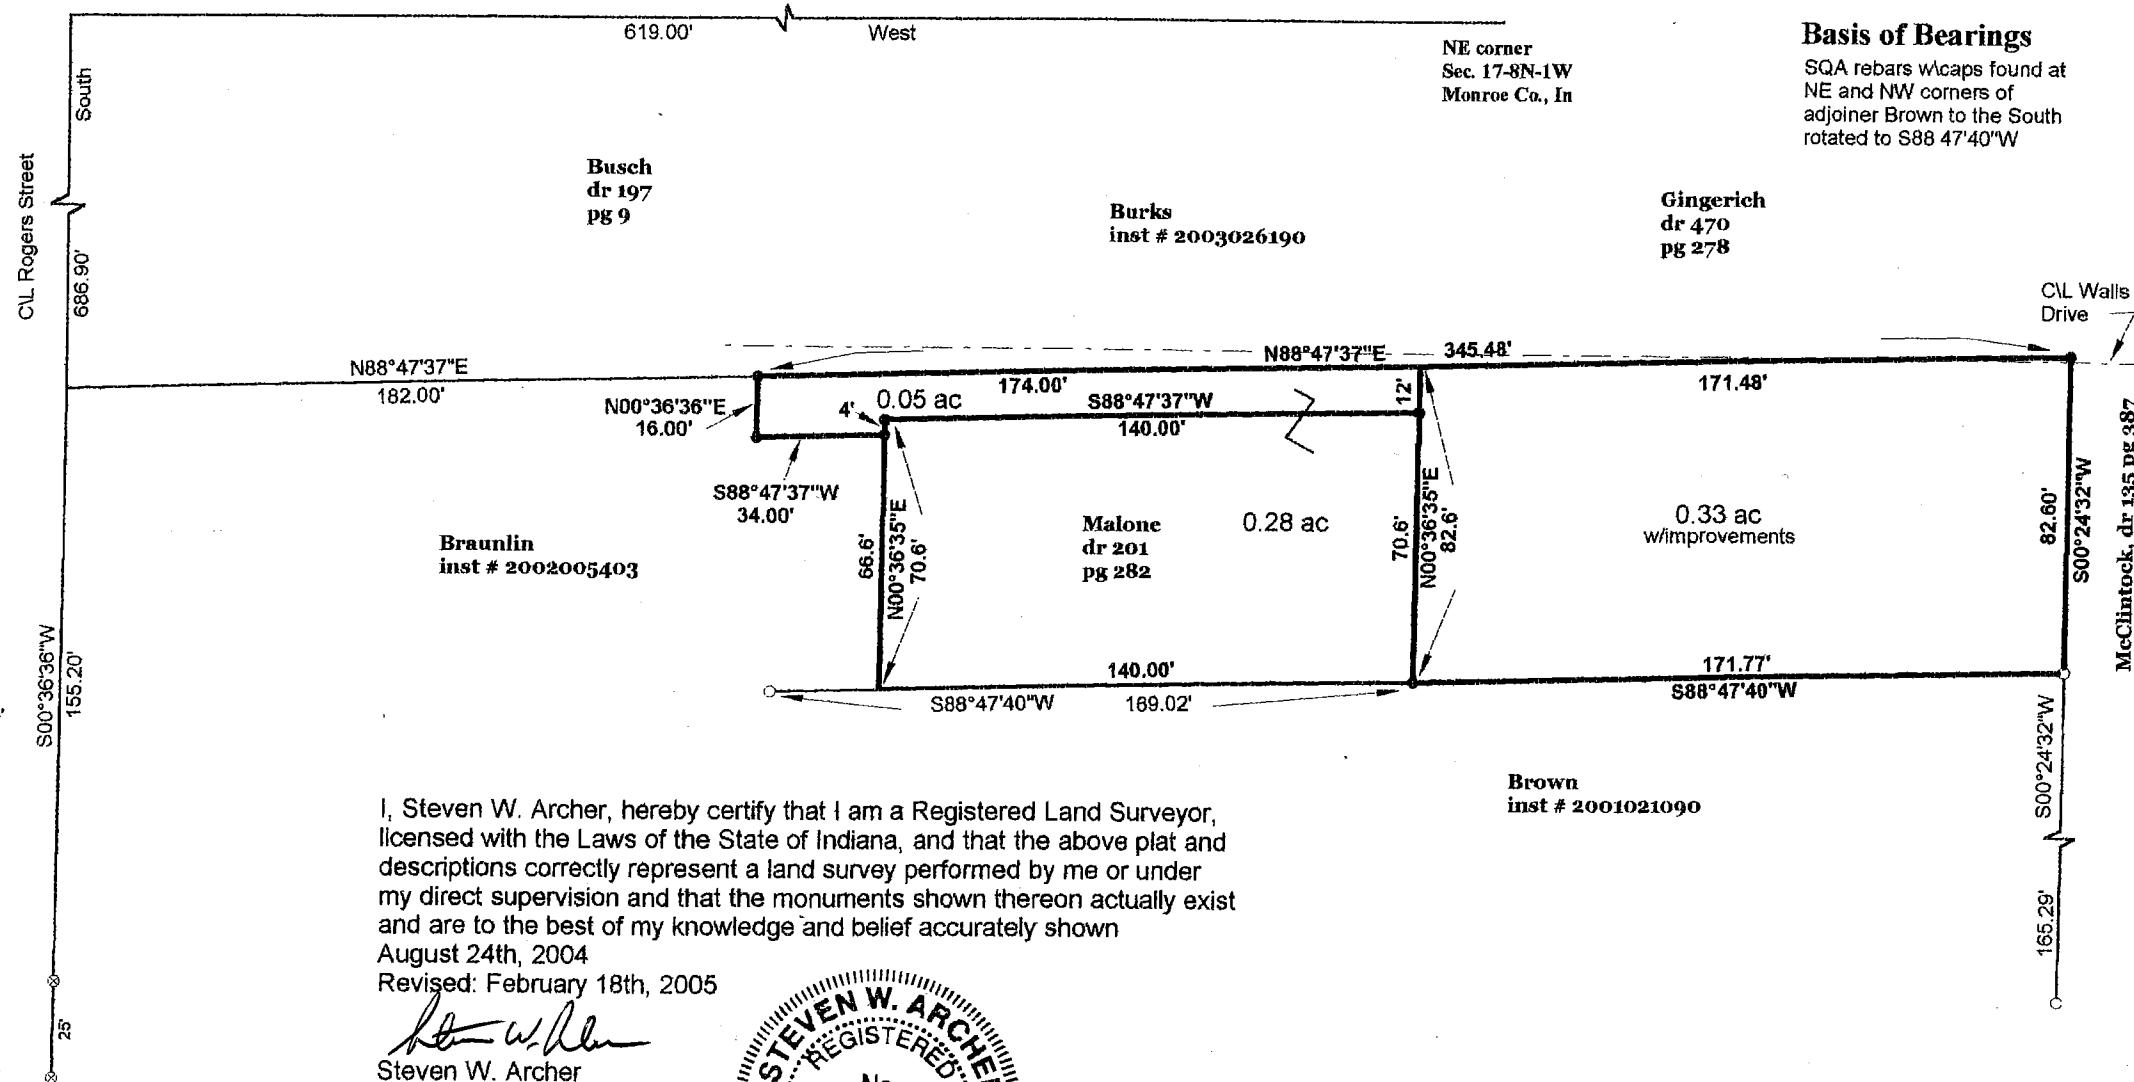 619.00'
West
South
C\L Rogers Street
686.90'
NE corner
Sec. 17-8N-1W
Monroe Co., In
Basis of Bearings
SQA rebars w\caps found at
NE and NW corners of
adjoiner Brown to the South
rotated to S88 47'40"W
Busch
dr 197
pg 9
Burks
inst # 2003026190
Gingerich
dr 470
pg 278
C\L Walls
Drive
N88°47'37"E
182.00'
N88°47'37"E
345.48'
174.00'
171.48'
N00°36'36"E
16.00'
4'
0.05 ac
S88°47'37"W
140.00'
12'
S88°47'37"W
34.00'
66.6'
N00°36'35"E
70.6'
Malone
dr 201
pg 282
0.28 ac
70.6'
N00°36'35"E
82.6'
0.33 ac
w/improvements
82.60'
S00°24'32"W
McClintock, dr 135 pg 387
Braunlin
inst # 2002005403
S00°36'36"W
155.20'
140.00'
S88°47'40"W
169.02'
171.77'
S88°47'40"W
S00°24'32"W
165.29'
Brown
inst # 2001021090
I, Steven W. Archer, hereby certify that I am a Registered Land Surveyor,
licensed with the Laws of the State of Indiana, and that the above plat and
descriptions correctly represent a land survey performed by me or under
my direct supervision and that the monuments shown thereon actually exist
and are to the best of my knowledge and belief accurately shown
August 24th, 2004
Revised: February 18th, 2005
Steven W. Archer
25'
STEVEN W. ARCHER
REGISTERED